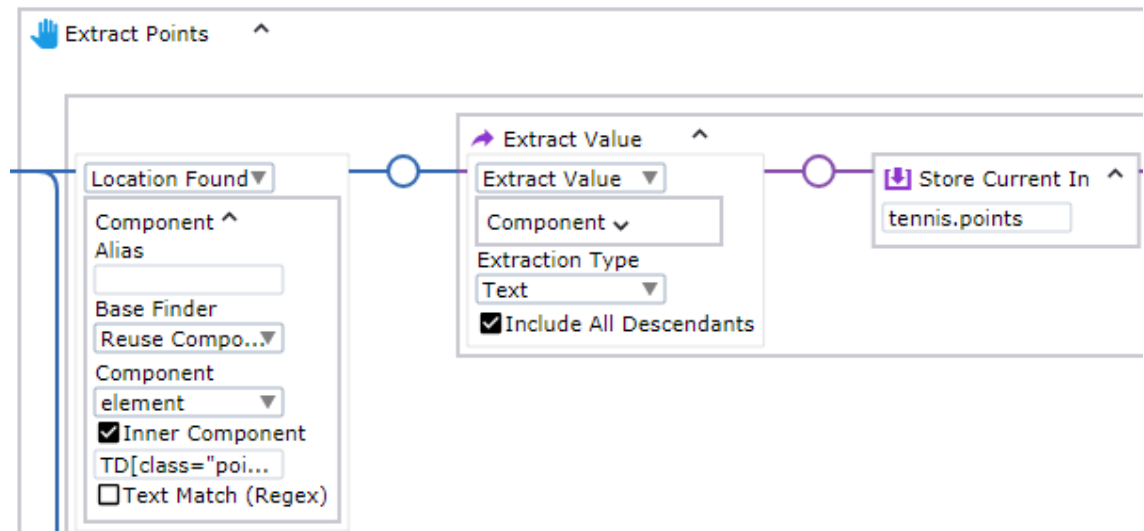 Extract Points
Location Found
Component
Alias
Base Finder
Reuse Compo...
Component
element
Inner Component
TD[class="poi...
Text Match (Regex)
Extract Value
Extract Value
Component
Extraction Type
Text
Include All Descendants
Store Current In
tennis.points